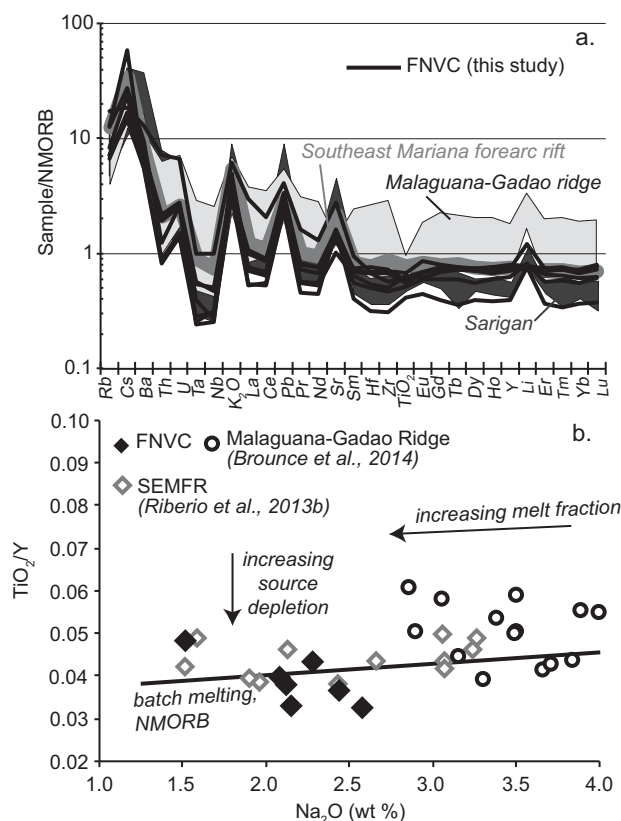 100
10
1
0.1
Sample/NMORB
a.
FNVC (this study)
Southeast Mariana forearc rift
Malaguana-Gadao ridge
Sarigan
Rb Cs Ba Th U Ta Nb K2O La Ce Pb Pr Nd Sr Sm Hf Zr TiO2 Eu Gd Tb Dy Ho Y Li Er Tm Yb Lu
b.
0.10
0.09
0.08
0.07
0.06
0.05
0.04
0.03
0.02
TiO2/Y
FNVC
Malaguana-Gadao Ridge
(Brounce et al., 2014)
SEMFR
(Riberio et al., 2013b)
increasing melt fraction
increasing
source
depletion
batch melting,
NMORB
1.0 1.5 2.0 2.5 3.0 3.5 4.0
Na2O (wt %)